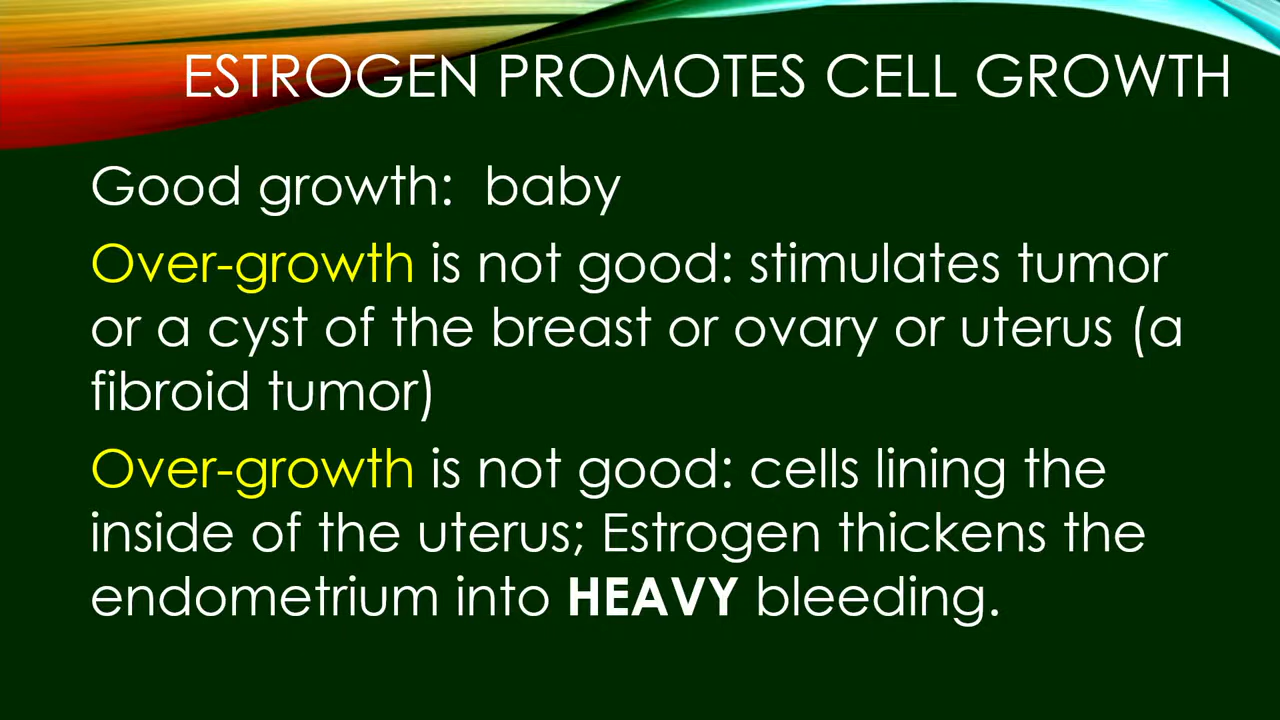 ESTROGEN PROMOTES CELL GROWTH
Good growth:  baby
Over-growth is not good: stimulates tumor
or a cyst of the breast or ovary or uterus (a
fibroid tumor)
Over-growth is not good: cells lining the
inside of the uterus; Estrogen thickens the
endometrium into HEAVY bleeding.